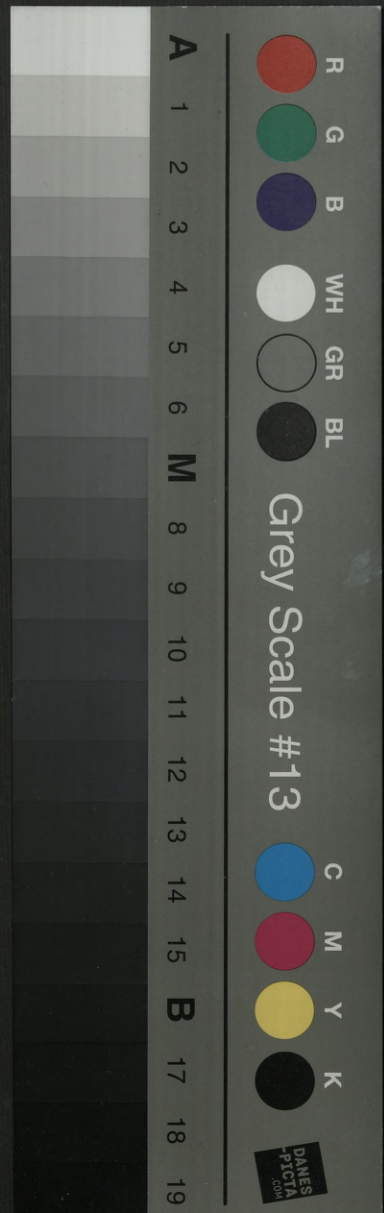 R G B WH GR BL
C M Y K
Grey Scale #13
A 1 2 3 4 5 6 M 8 9 10 11 12 13 14 15 B 17 18 19
DANES
-PICTA
.COM